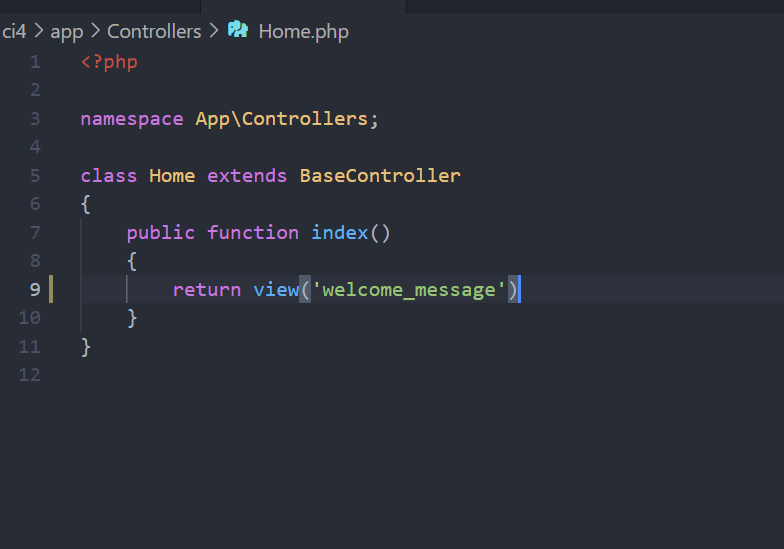 ci4 > app > Controllers > Home.php
1 <?php
2
3 namespace App\Controllers;
4
5 class Home extends BaseController
6 {
7     public function index()
8     {
9         return view('welcome_message')
10     }
11 }
12